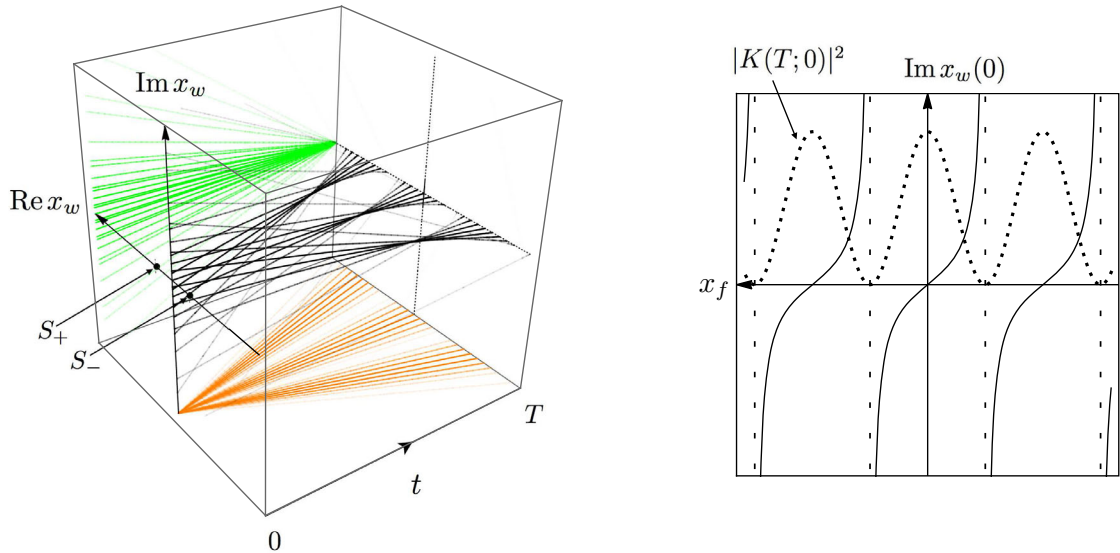 Im x_w
Re x_w
S_+
S_−
T
t
0
|K(T;0)|²
Im x_w(0)
x_f